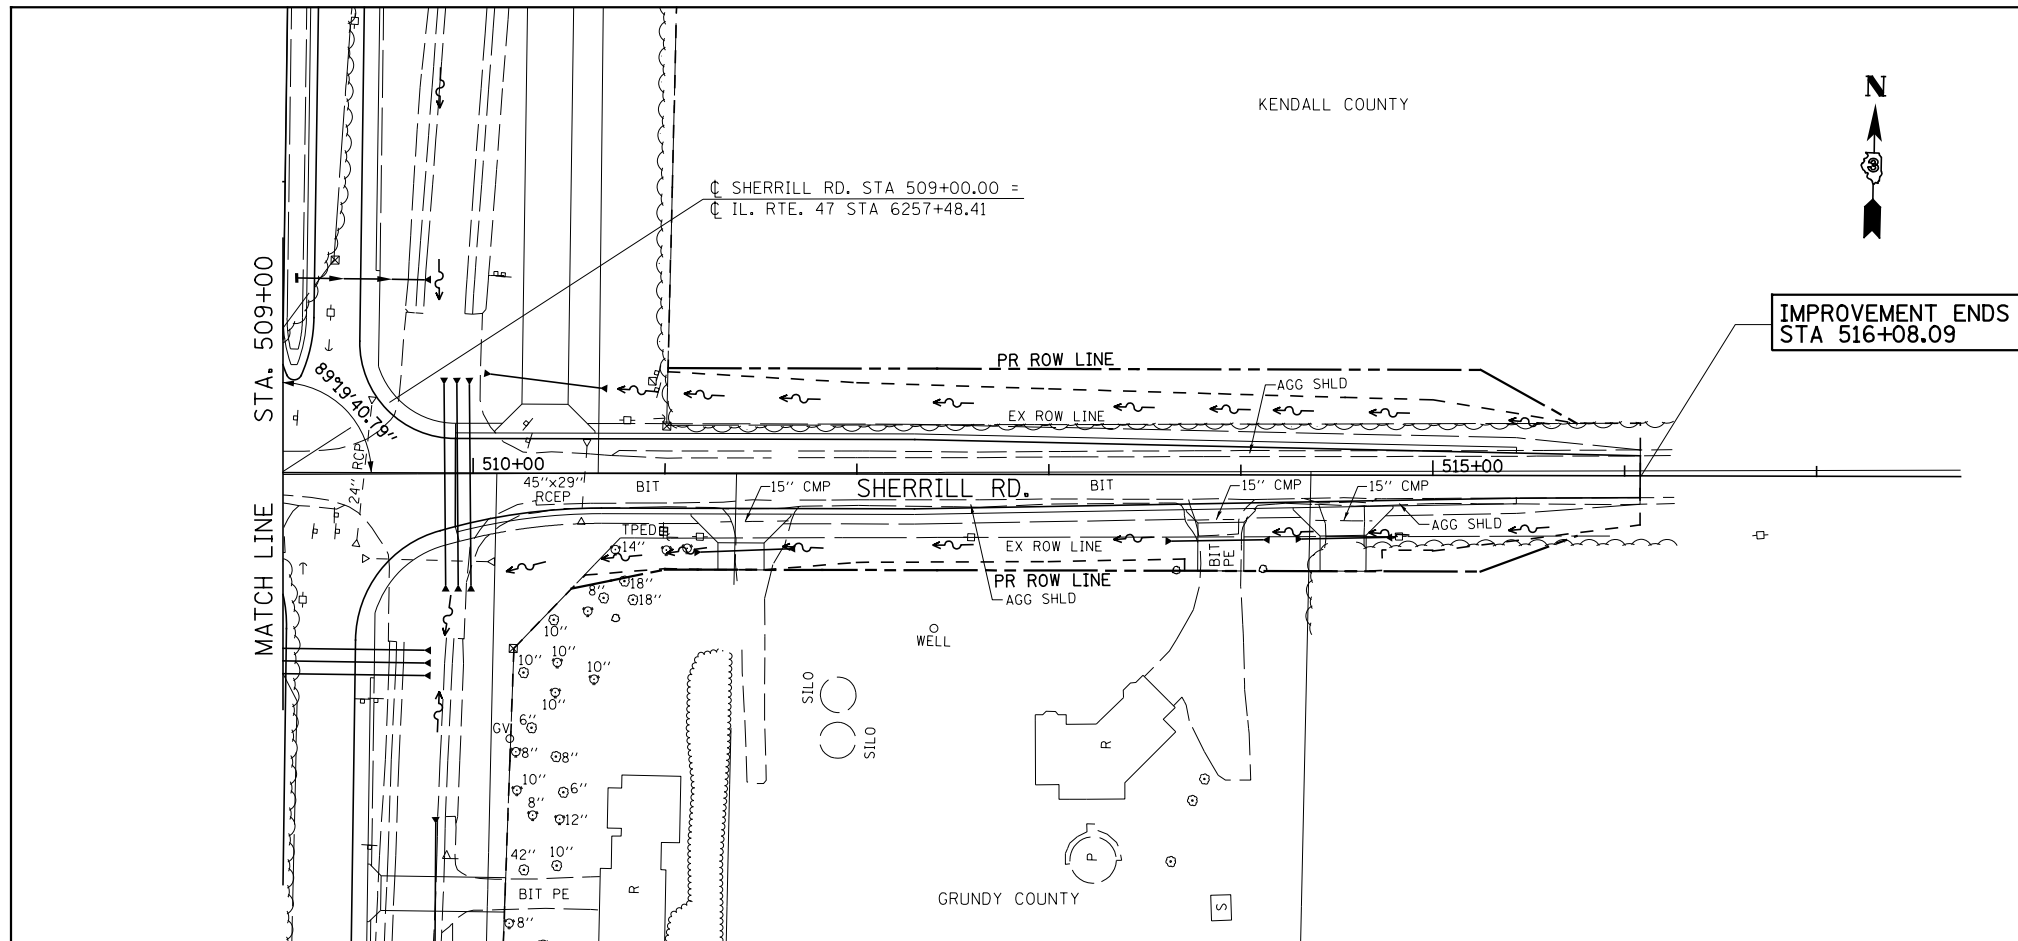 KENDALL COUNTY
N
3
℄ SHERRILL RD. STA 509+00.00 =
℄ IL. RTE. 47 STA 6257+48.41
IMPROVEMENT ENDS
STA 516+08.09
MATCH LINE STA. 509+00
89°19'40.79"
PR ROW LINE
AGG SHLD
EX ROW LINE
24" RCP
510+00
515+00
45"x29"
RCEP
BIT
15" CMP
SHERRILL RD.
BIT
15" CMP
15" CMP
AGG SHLD
TPED
14"
EX ROW LINE
BIT
PE
PR ROW LINE
AGG SHLD
18"
8"
18"
10"
WELL
10"
10"
10"
10"
SILO
SILO
6"
GV
8"
8"
10"
6"
8"
12"
42"
10"
BIT PE
8"
R
R
P
S
GRUNDY COUNTY